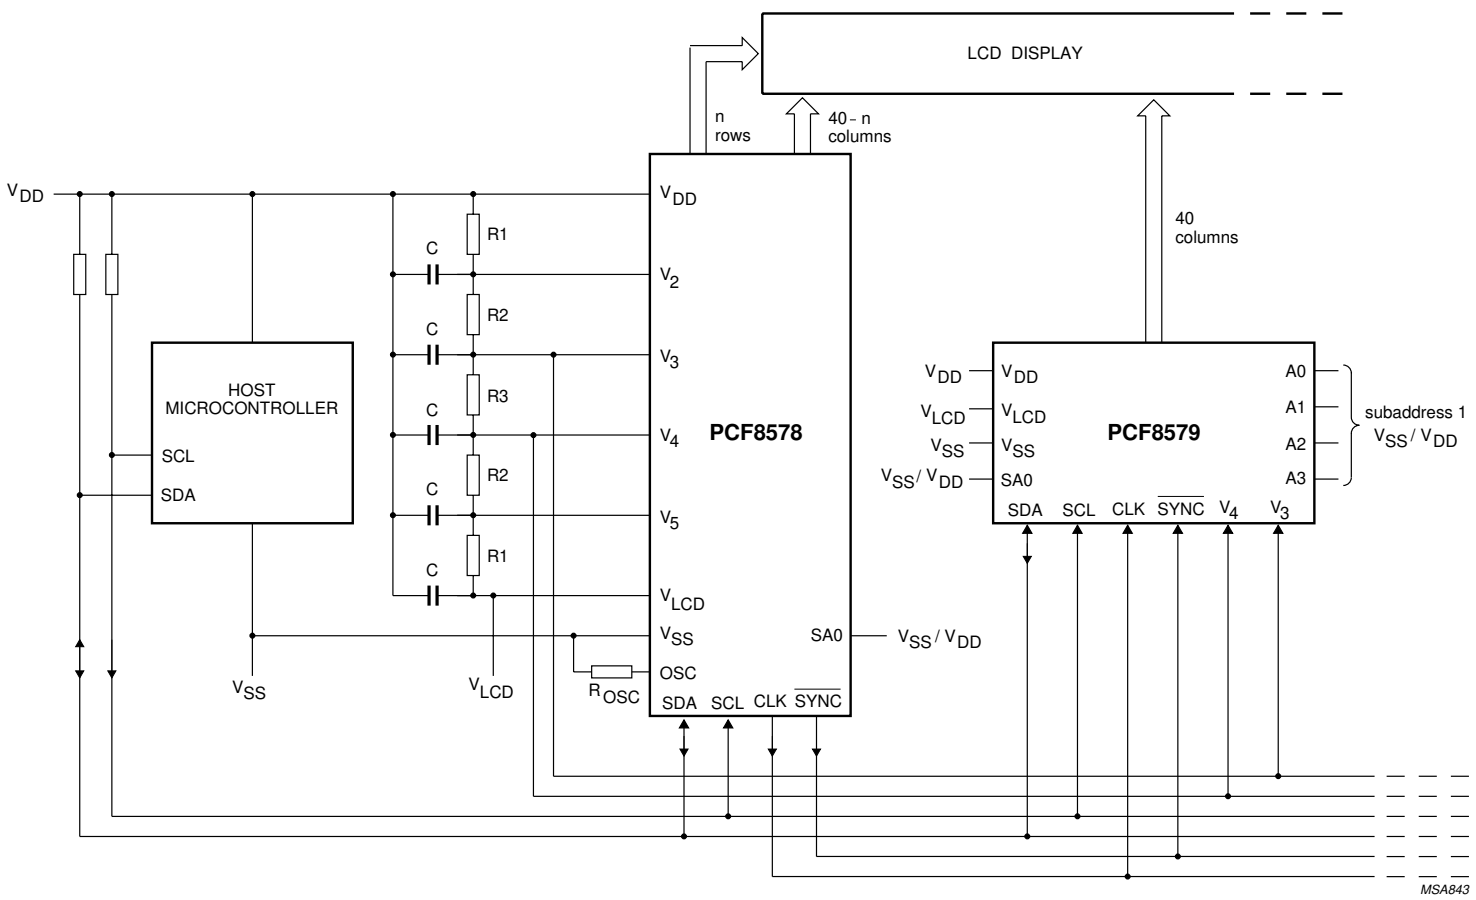 LCD DISPLAY
n
rows
40 – n
columns
VDD
VDD
R1
40
columns
C
V2
R2
C
V3
HOST
MICROCONTROLLER
R3
C
V4
PCF8578
SCL
SDA
R2
C
V5
R1
C
VLCD
VSS
SA0
VSS / VDD
OSC
ROSC
VSS
VLCD
SDA
SCL
CLK
SYNC
VDD
VDD
A0
VLCD
VLCD
A1
PCF8579
subaddress 1
VSS / VDD
VSS
VSS
A2
VSS / VDD
SA0
A3
SDA
SCL
CLK
SYNC
V4
V3
MSA843